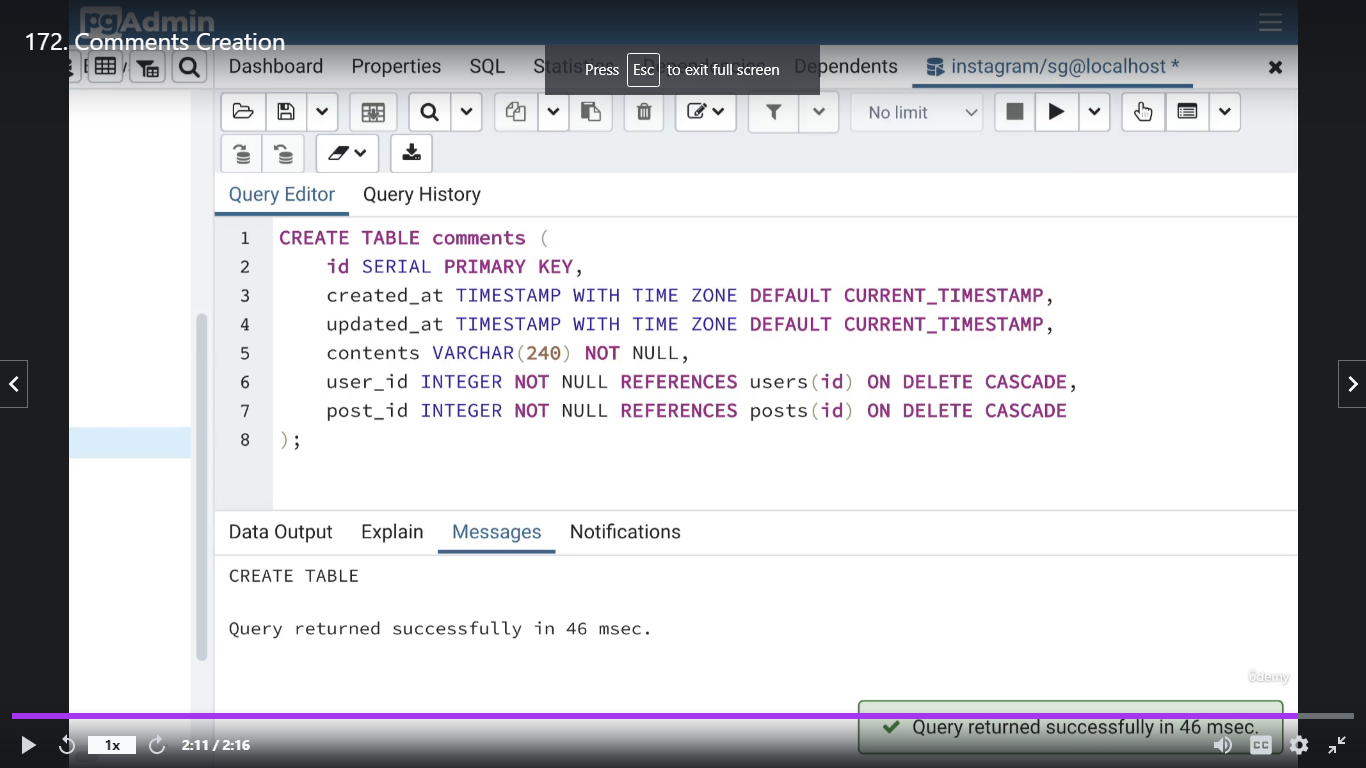 pgAdmin
172. Comments Creation
Dashboard Properties SQL Statistics Dependencies Dependents instagram/sg@localhost *
Press Esc to exit full screen
No limit
Query Editor Query History
1 CREATE TABLE comments (
2 id SERIAL PRIMARY KEY,
3 created_at TIMESTAMP WITH TIME ZONE DEFAULT CURRENT_TIMESTAMP,
4 updated_at TIMESTAMP WITH TIME ZONE DEFAULT CURRENT_TIMESTAMP,
5 contents VARCHAR(240) NOT NULL,
6 user_id INTEGER NOT NULL REFERENCES users(id) ON DELETE CASCADE,
7 post_id INTEGER NOT NULL REFERENCES posts(id) ON DELETE CASCADE
8 );
Data Output Explain Messages Notifications
CREATE TABLE
Query returned successfully in 46 msec.
ûdemy
Query returned successfully in 46 msec.
1x 2:11 / 2:16 CC